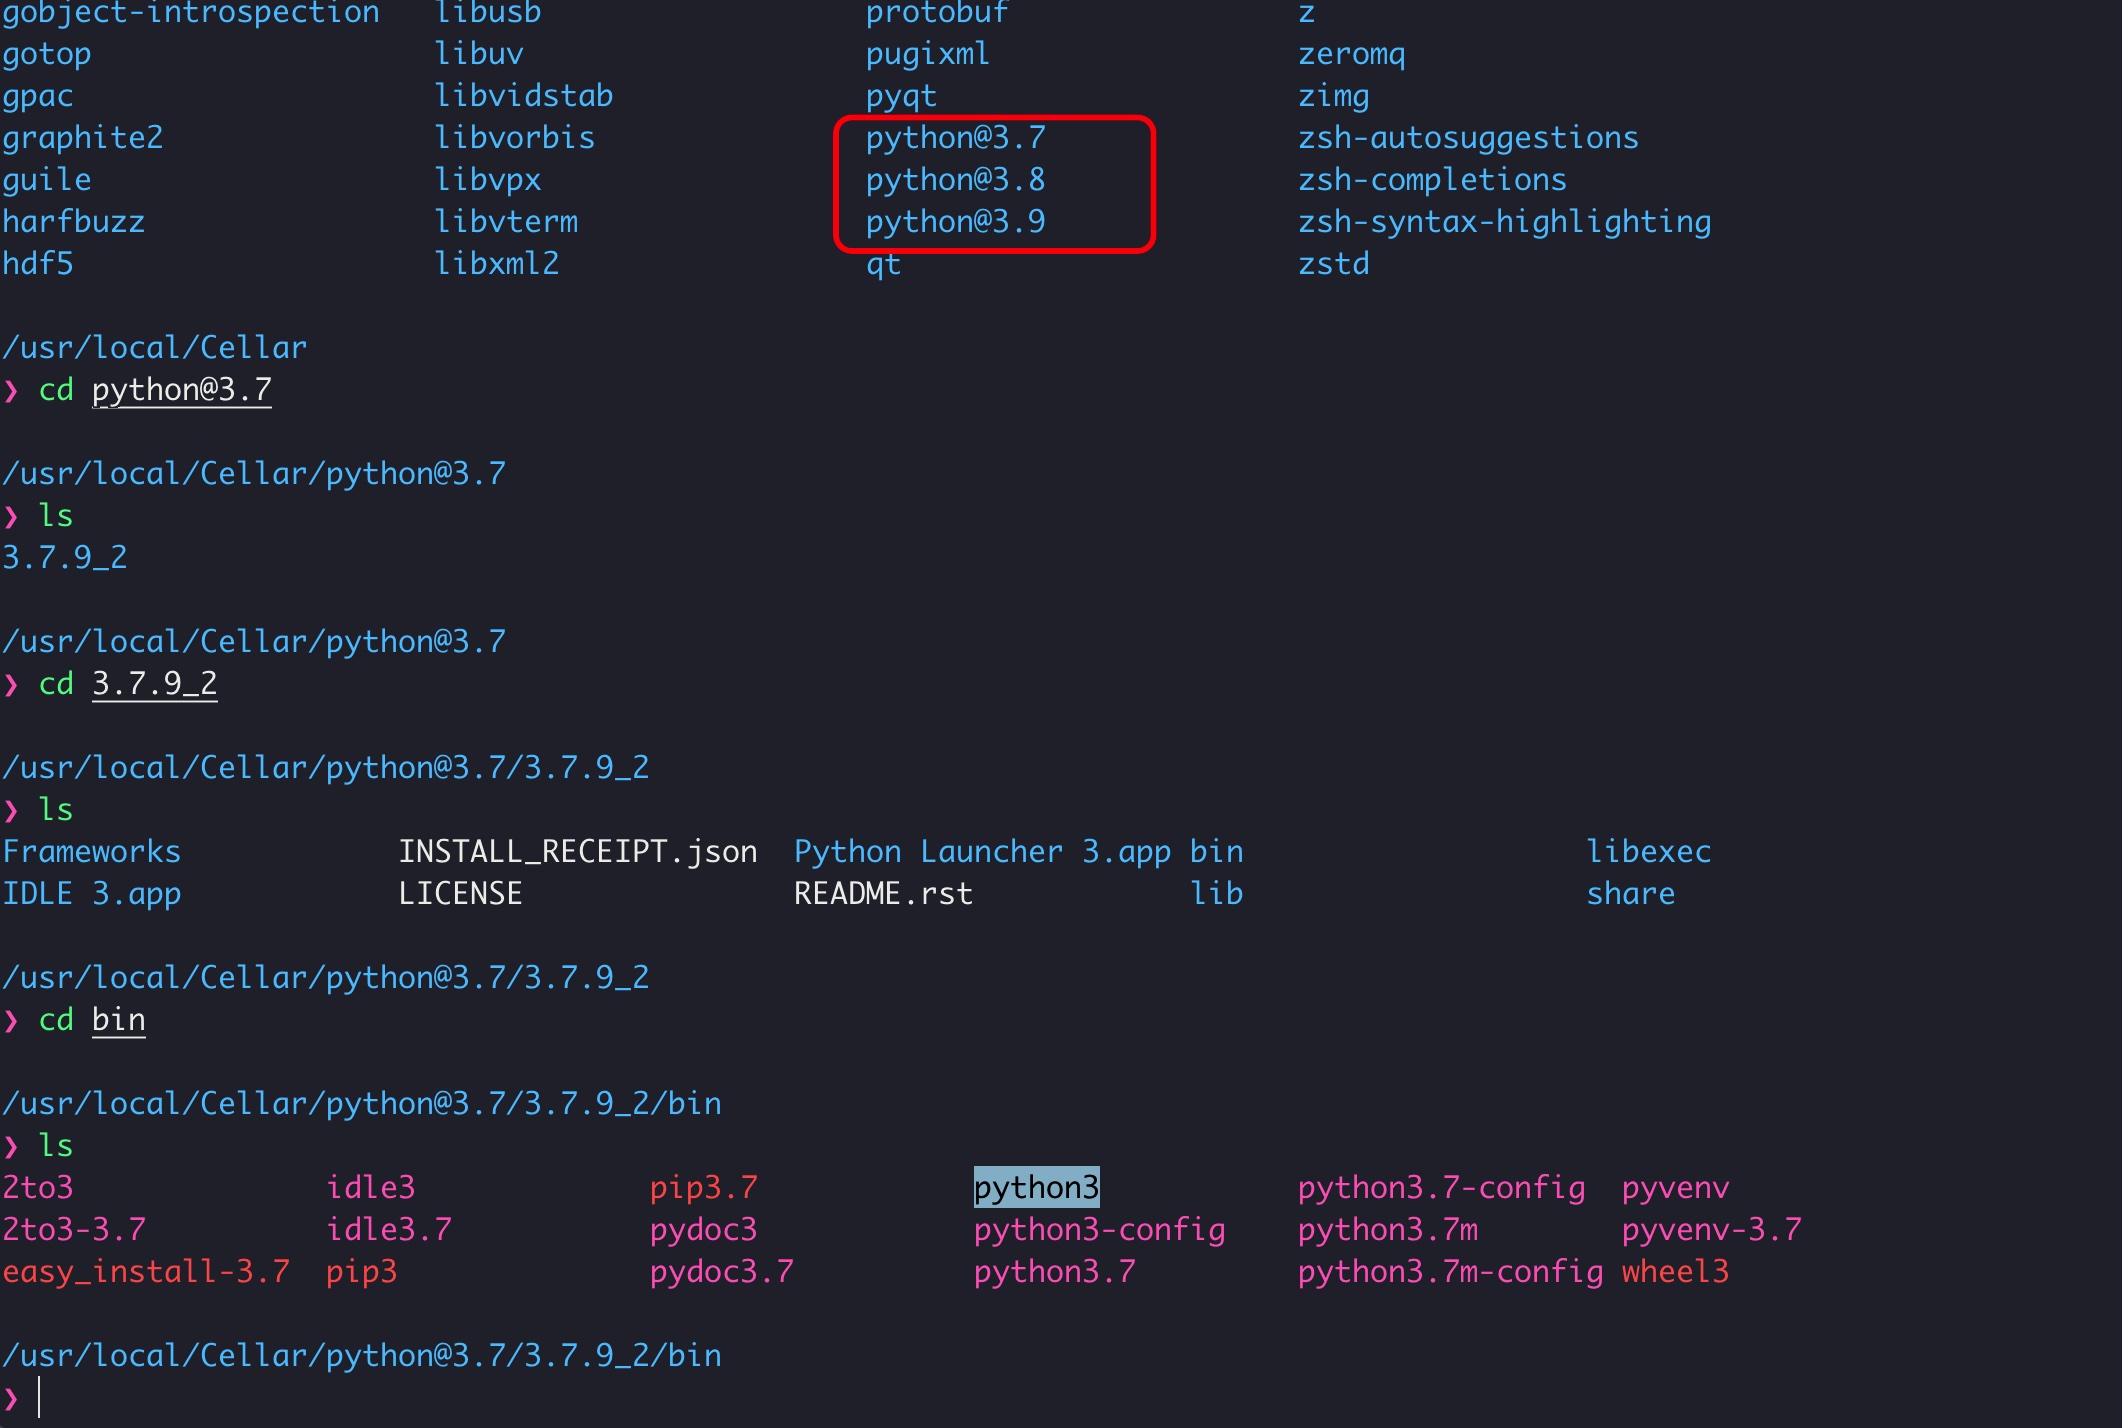 gobject-introspection libusb protobuf z
gotop libuv pugixml zeromq
gpac libvidstab pyqt zimg
graphite2 libvorbis python@3.7 zsh-autosuggestions
guile libvpx python@3.8 zsh-completions
harfbuzz libvterm python@3.9 zsh-syntax-highlighting
hdf5 libxml2 qt zstd
/usr/local/Cellar
❯ cd python@3.7
/usr/local/Cellar/python@3.7
❯ ls
3.7.9_2
/usr/local/Cellar/python@3.7
❯ cd 3.7.9_2
/usr/local/Cellar/python@3.7/3.7.9_2
❯ ls
Frameworks INSTALL_RECEIPT.json Python Launcher 3.app bin libexec
IDLE 3.app LICENSE README.rst lib share
/usr/local/Cellar/python@3.7/3.7.9_2
❯ cd bin
/usr/local/Cellar/python@3.7/3.7.9_2/bin
❯ ls
2to3 idle3 pip3.7 python3 python3.7-config pyvenv
2to3-3.7 idle3.7 pydoc3 python3-config python3.7m pyvenv-3.7
easy_install-3.7 pip3 pydoc3.7 python3.7 python3.7m-config wheel3
/usr/local/Cellar/python@3.7/3.7.9_2/bin
❯